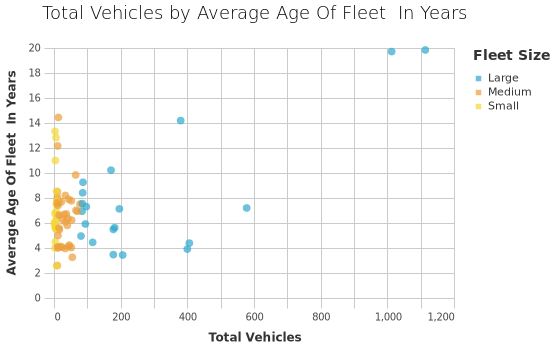 Total Vehicles by Average Age Of Fleet  In Years
Fleet Size
Large
Medium
Small
Average Age Of Fleet  In Years
20
18
16
14
12
10
8
6
4
2
0
0 200 400 600 800 1,000 1,200
Total Vehicles